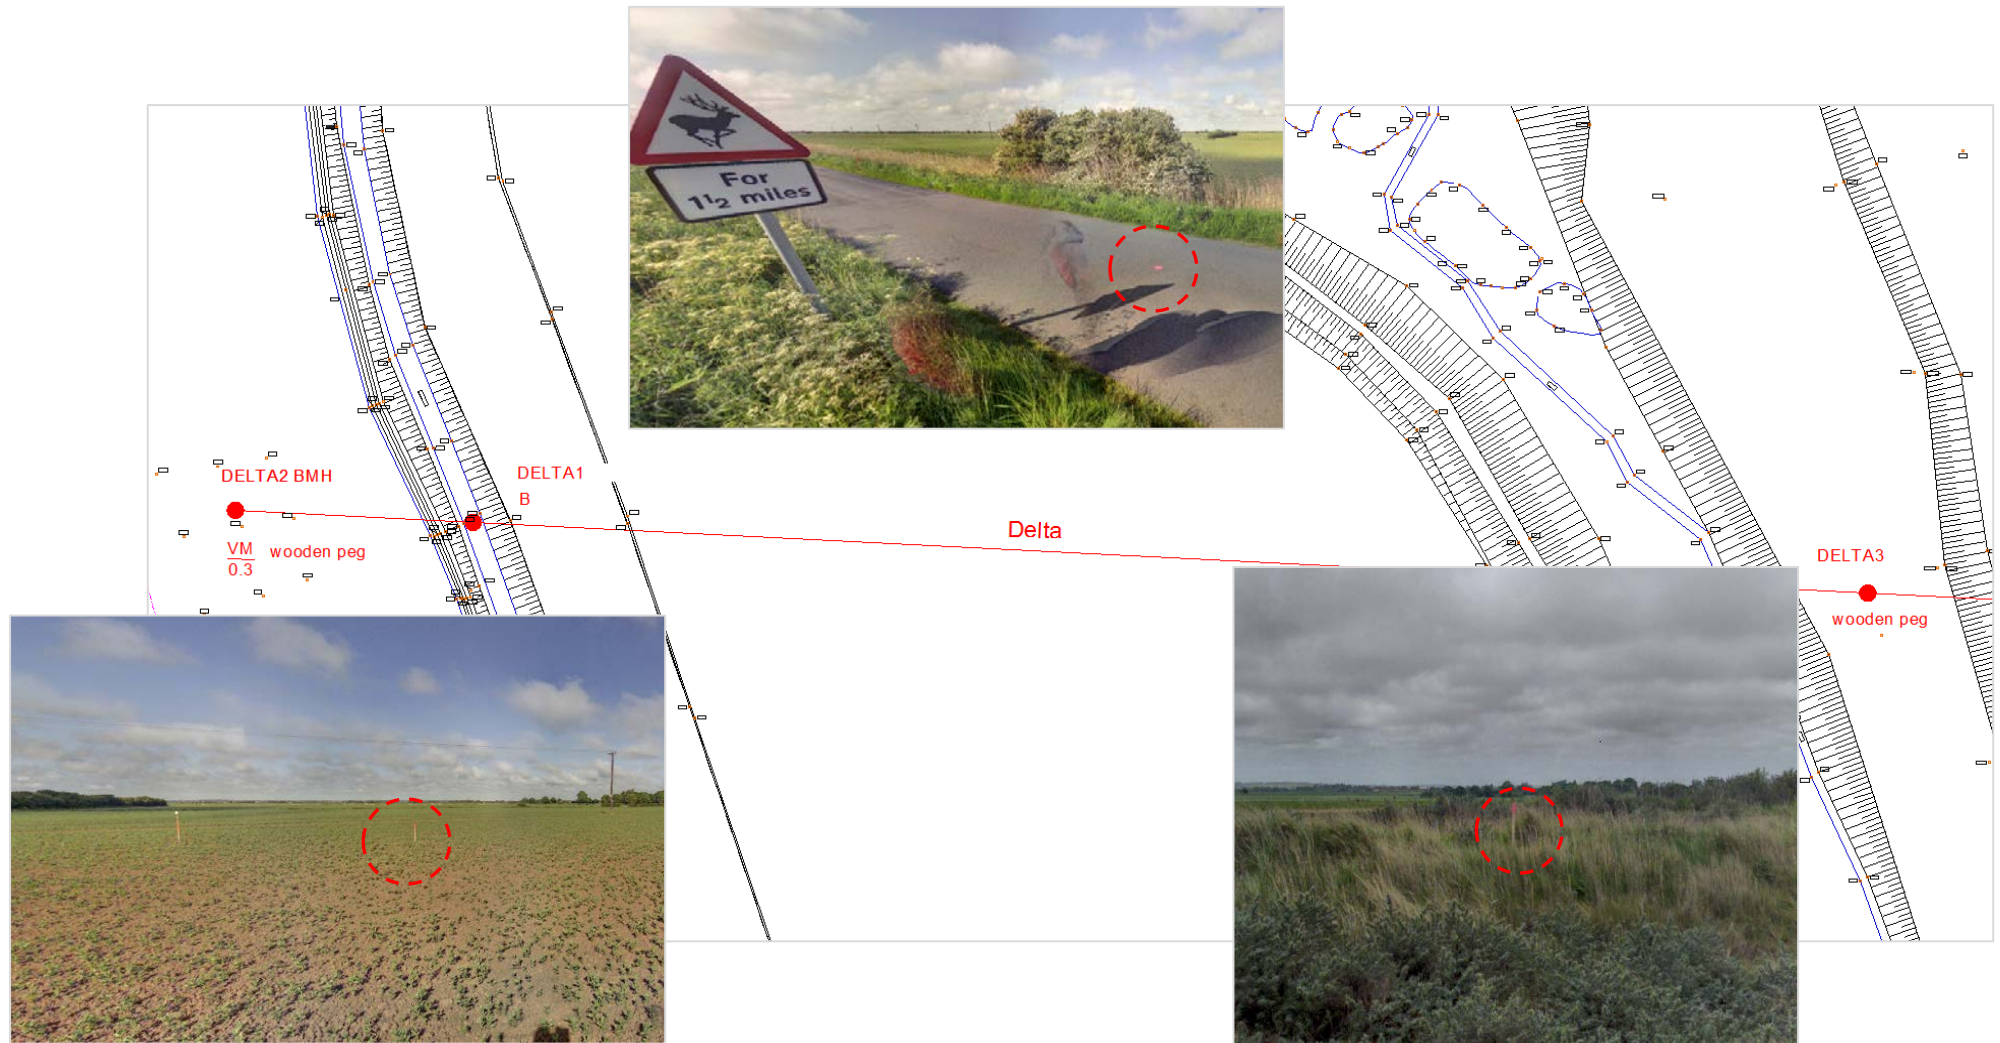 For
1½ miles
DELTA2 BMH
DELTA1
B
VM
0.3
wooden peg
Delta
DELTA3
wooden peg